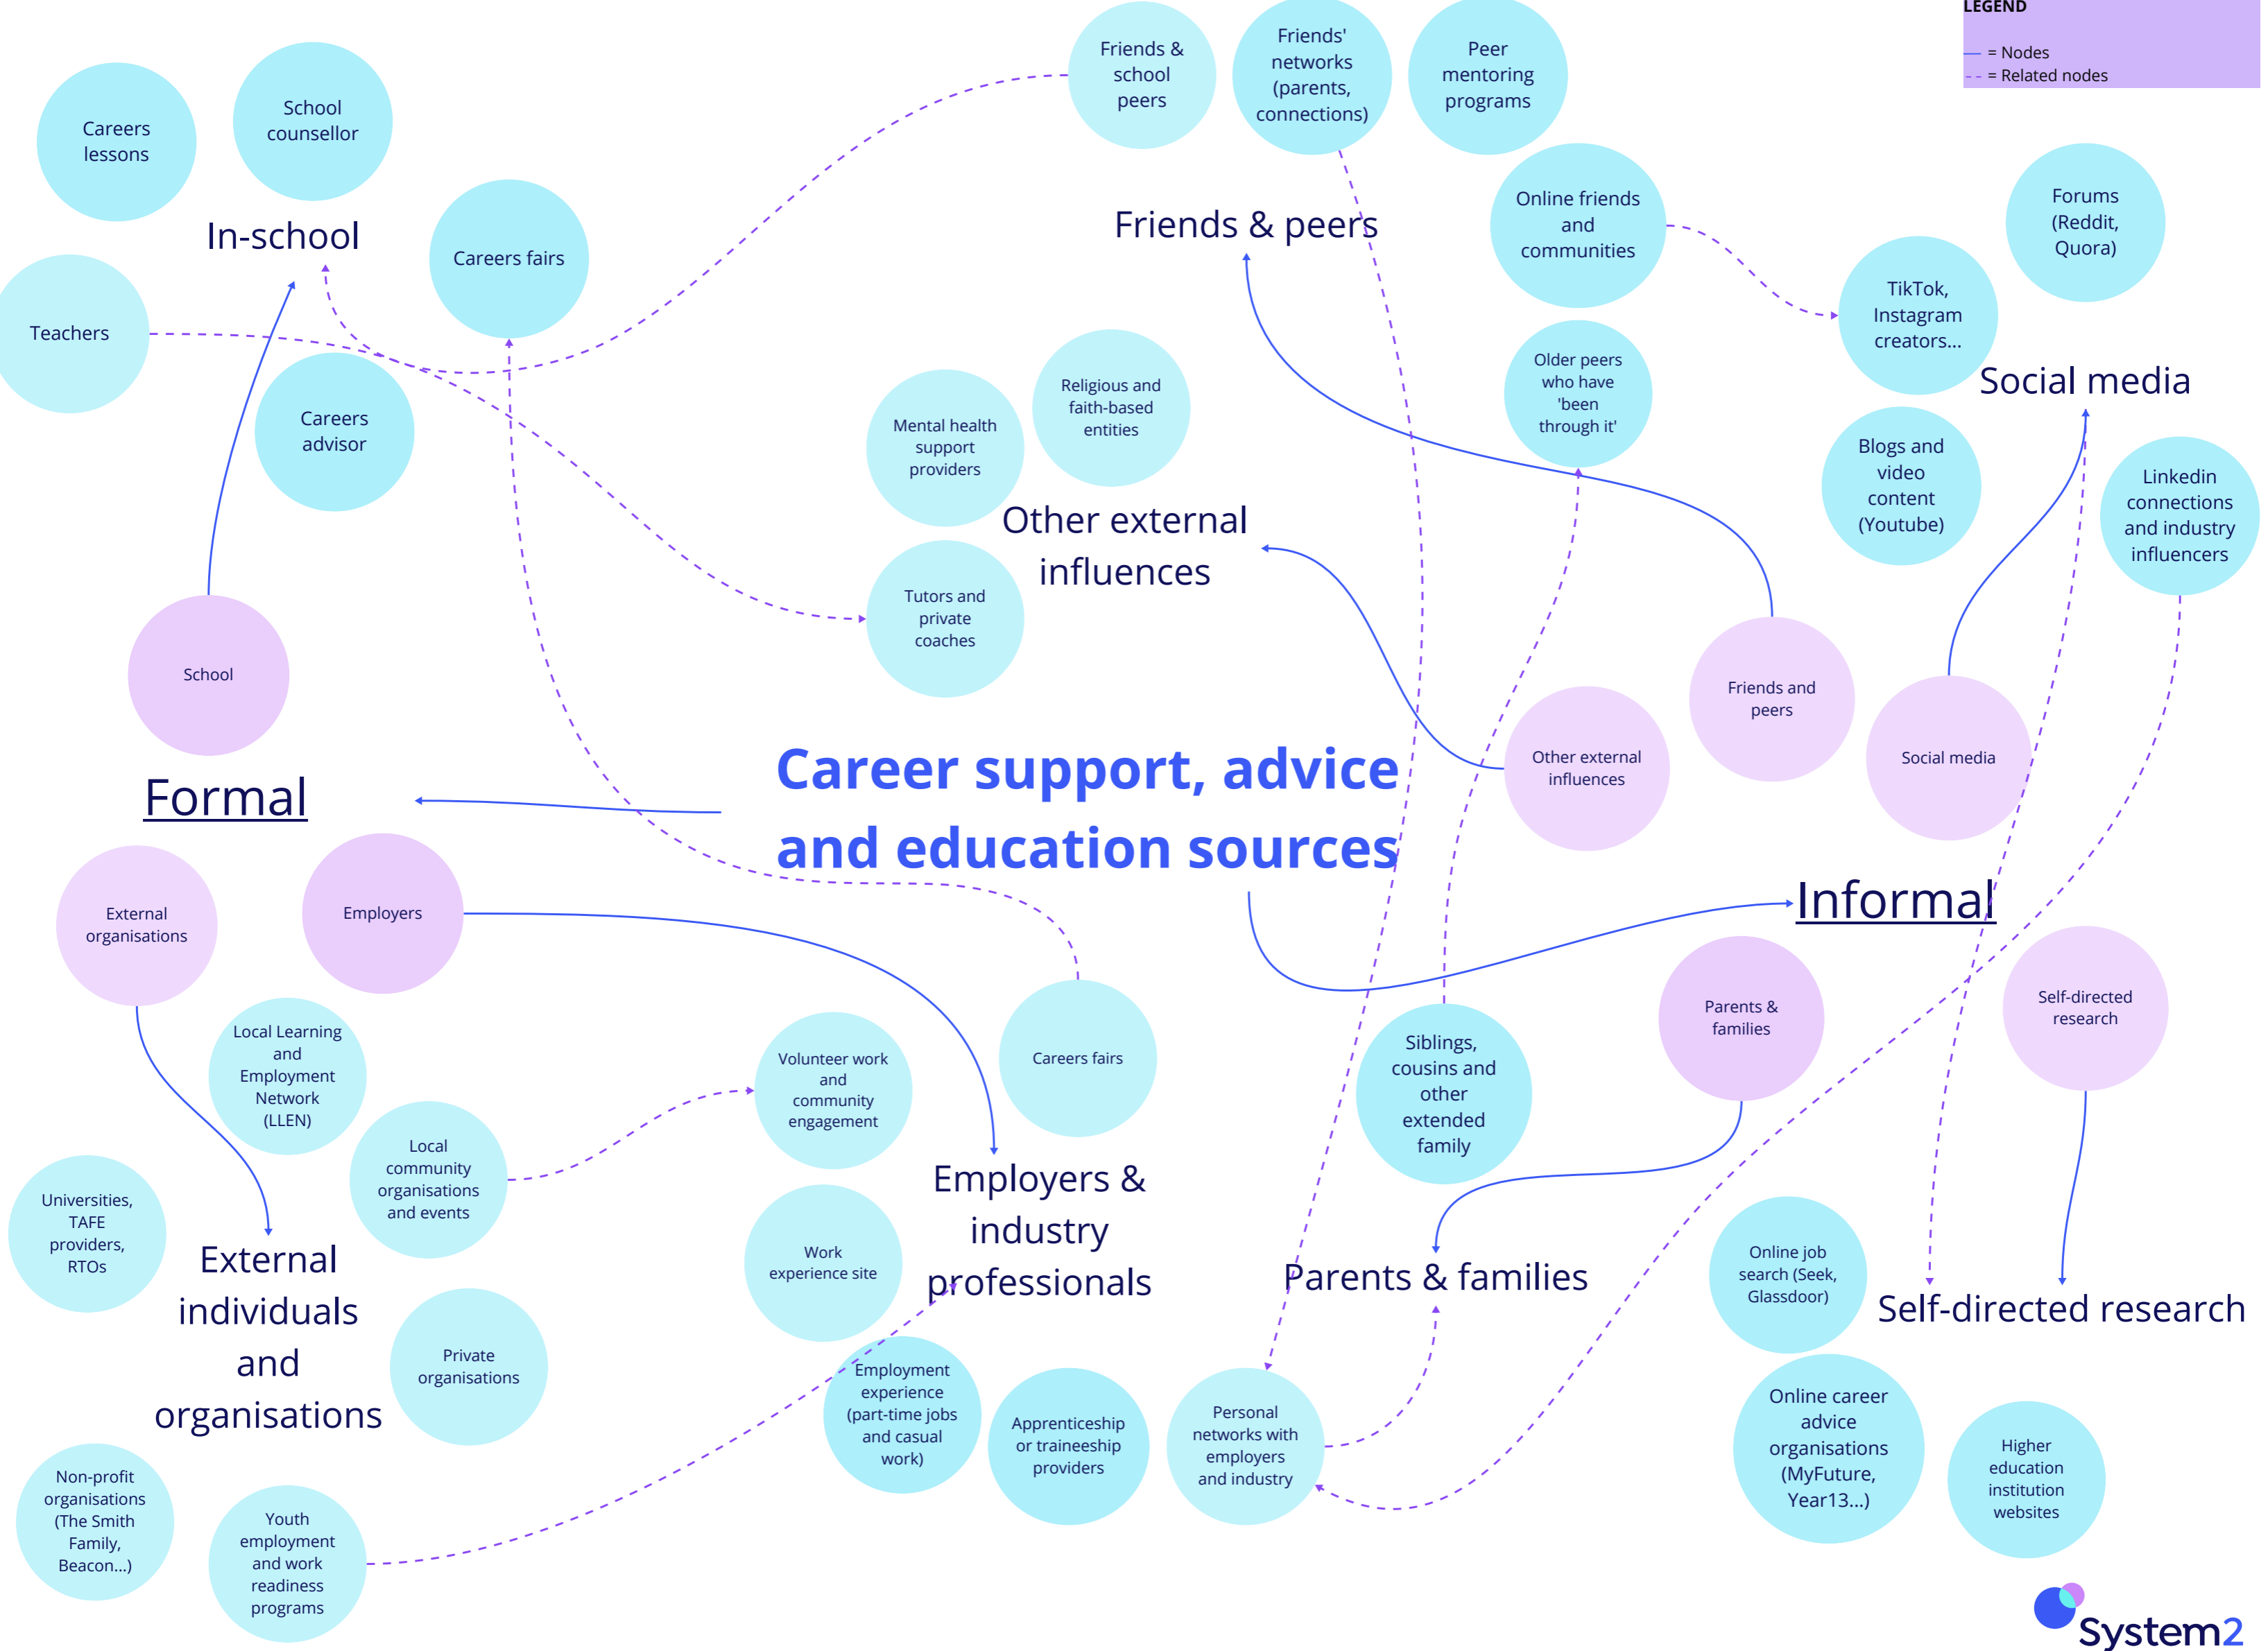 LEGEND
= Nodes
= Related nodes
Friends &
school
peers
Friends'
networks
(parents,
connections)
Peer
mentoring
programs
Careers
lessons
School
counsellor
In-school
Careers fairs
Teachers
Careers
advisor
Friends & peers
Online friends
and
communities
Forums
(Reddit,
Quora)
TikTok,
Instagram
creators...
Older peers
who have
'been
through it'
Social media
Blogs and
video
content
(Youtube)
Linkedin
connections
and industry
influencers
Mental health
support
providers
Religious and
faith-based
entities
Other external
influences
Tutors and
private
coaches
School
Formal
Career support, advice
and education sources
Other external
influences
Friends and
peers
Social media
Informal
External
organisations
Employers
Local Learning
and
Employment
Network
(LLEN)
Local
community
organisations
and events
Universities,
TAFE
providers,
RTOs
External
individuals
and
organisations
Private
organisations
Non-profit
organisations
(The Smith
Family,
Beacon...)
Youth
employment
and work
readiness
programs
Volunteer work
and
community
engagement
Careers fairs
Work
experience site
Employers &
industry
professionals
Employment
experience
(part-time jobs
and casual
work)
Apprenticeship
or traineeship
providers
Personal
networks with
employers
and industry
Siblings,
cousins and
other
extended
family
Parents &
families
Parents & families
Self-directed
research
Online job
search (Seek,
Glassdoor)
Self-directed research
Online career
advice
organisations
(MyFuture,
Year13...)
Higher
education
institution
websites
System2